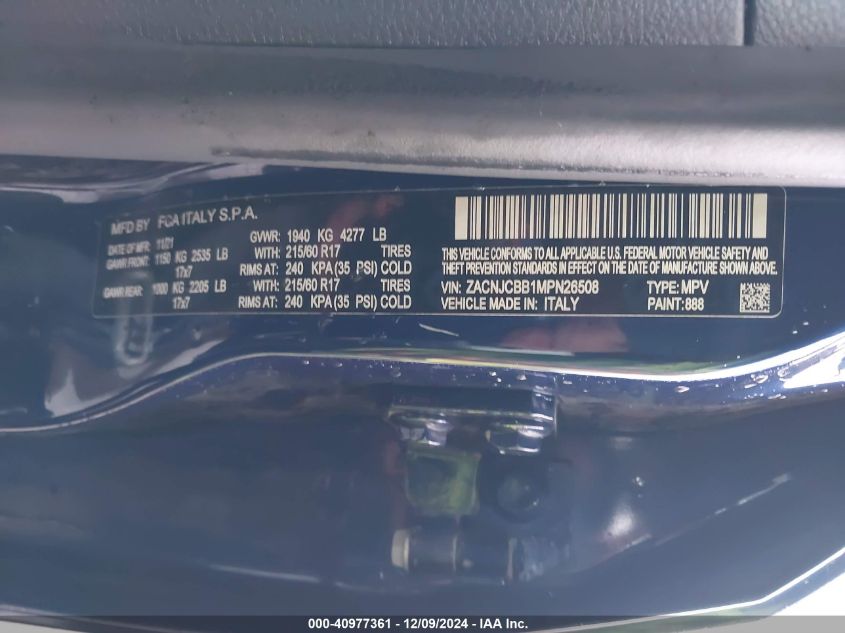 MFD BY FCA ITALY S.P.A.
DATE OF MFR: 11/21 GVWR: 1940 KG 4277 LB
GAWR FRONT: 1150 KG 2535 LB WITH: 215/60 R17 TIRES
17x7 RIMS AT: 240 KPA(35 PSI) COLD
GAWR REAR: 1000 KG 2205 LB WITH: 215/60 R17 TIRES
17x7 RIMS AT: 240 KPA(35 PSI) COLD
THIS VEHICLE CONFORMS TO ALL APPLICABLE U.S. FEDERAL MOTOR VEHICLE SAFETY AND
THEFT PREVENTION STANDARDS IN EFFECT ON THE DATE OF MANUFACTURE SHOWN ABOVE.
VIN: ZACNJCBB1MPN26508 TYPE: MPV
VEHICLE MADE IN: ITALY PAINT: 888
000-40977361 - 12/09/2024 - IAA Inc.